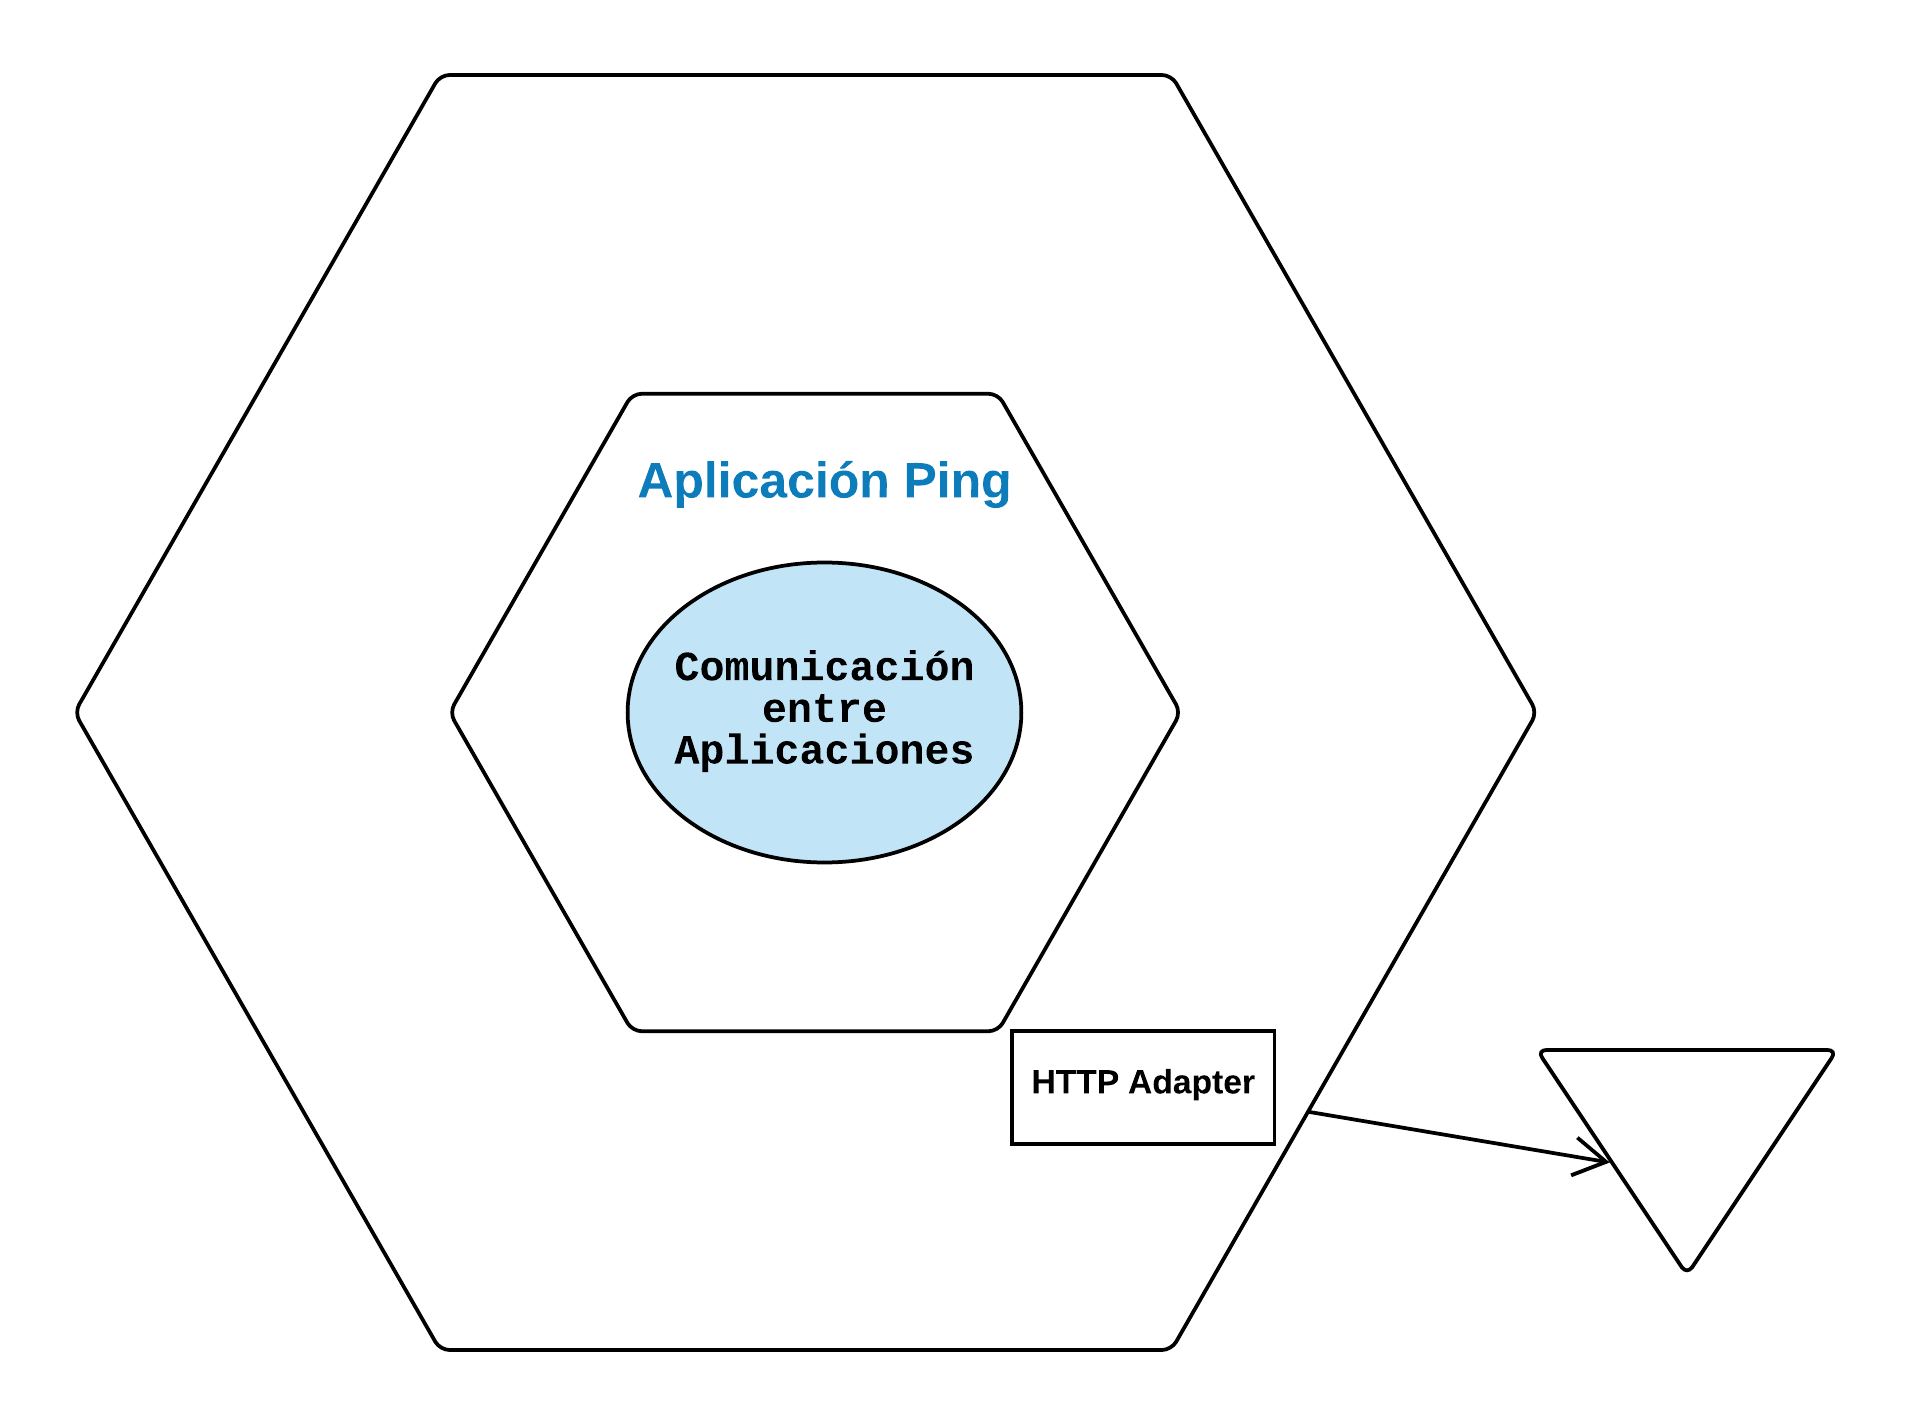 Aplicación Ping
Comunicación
entre
Aplicaciones
HTTP Adapter